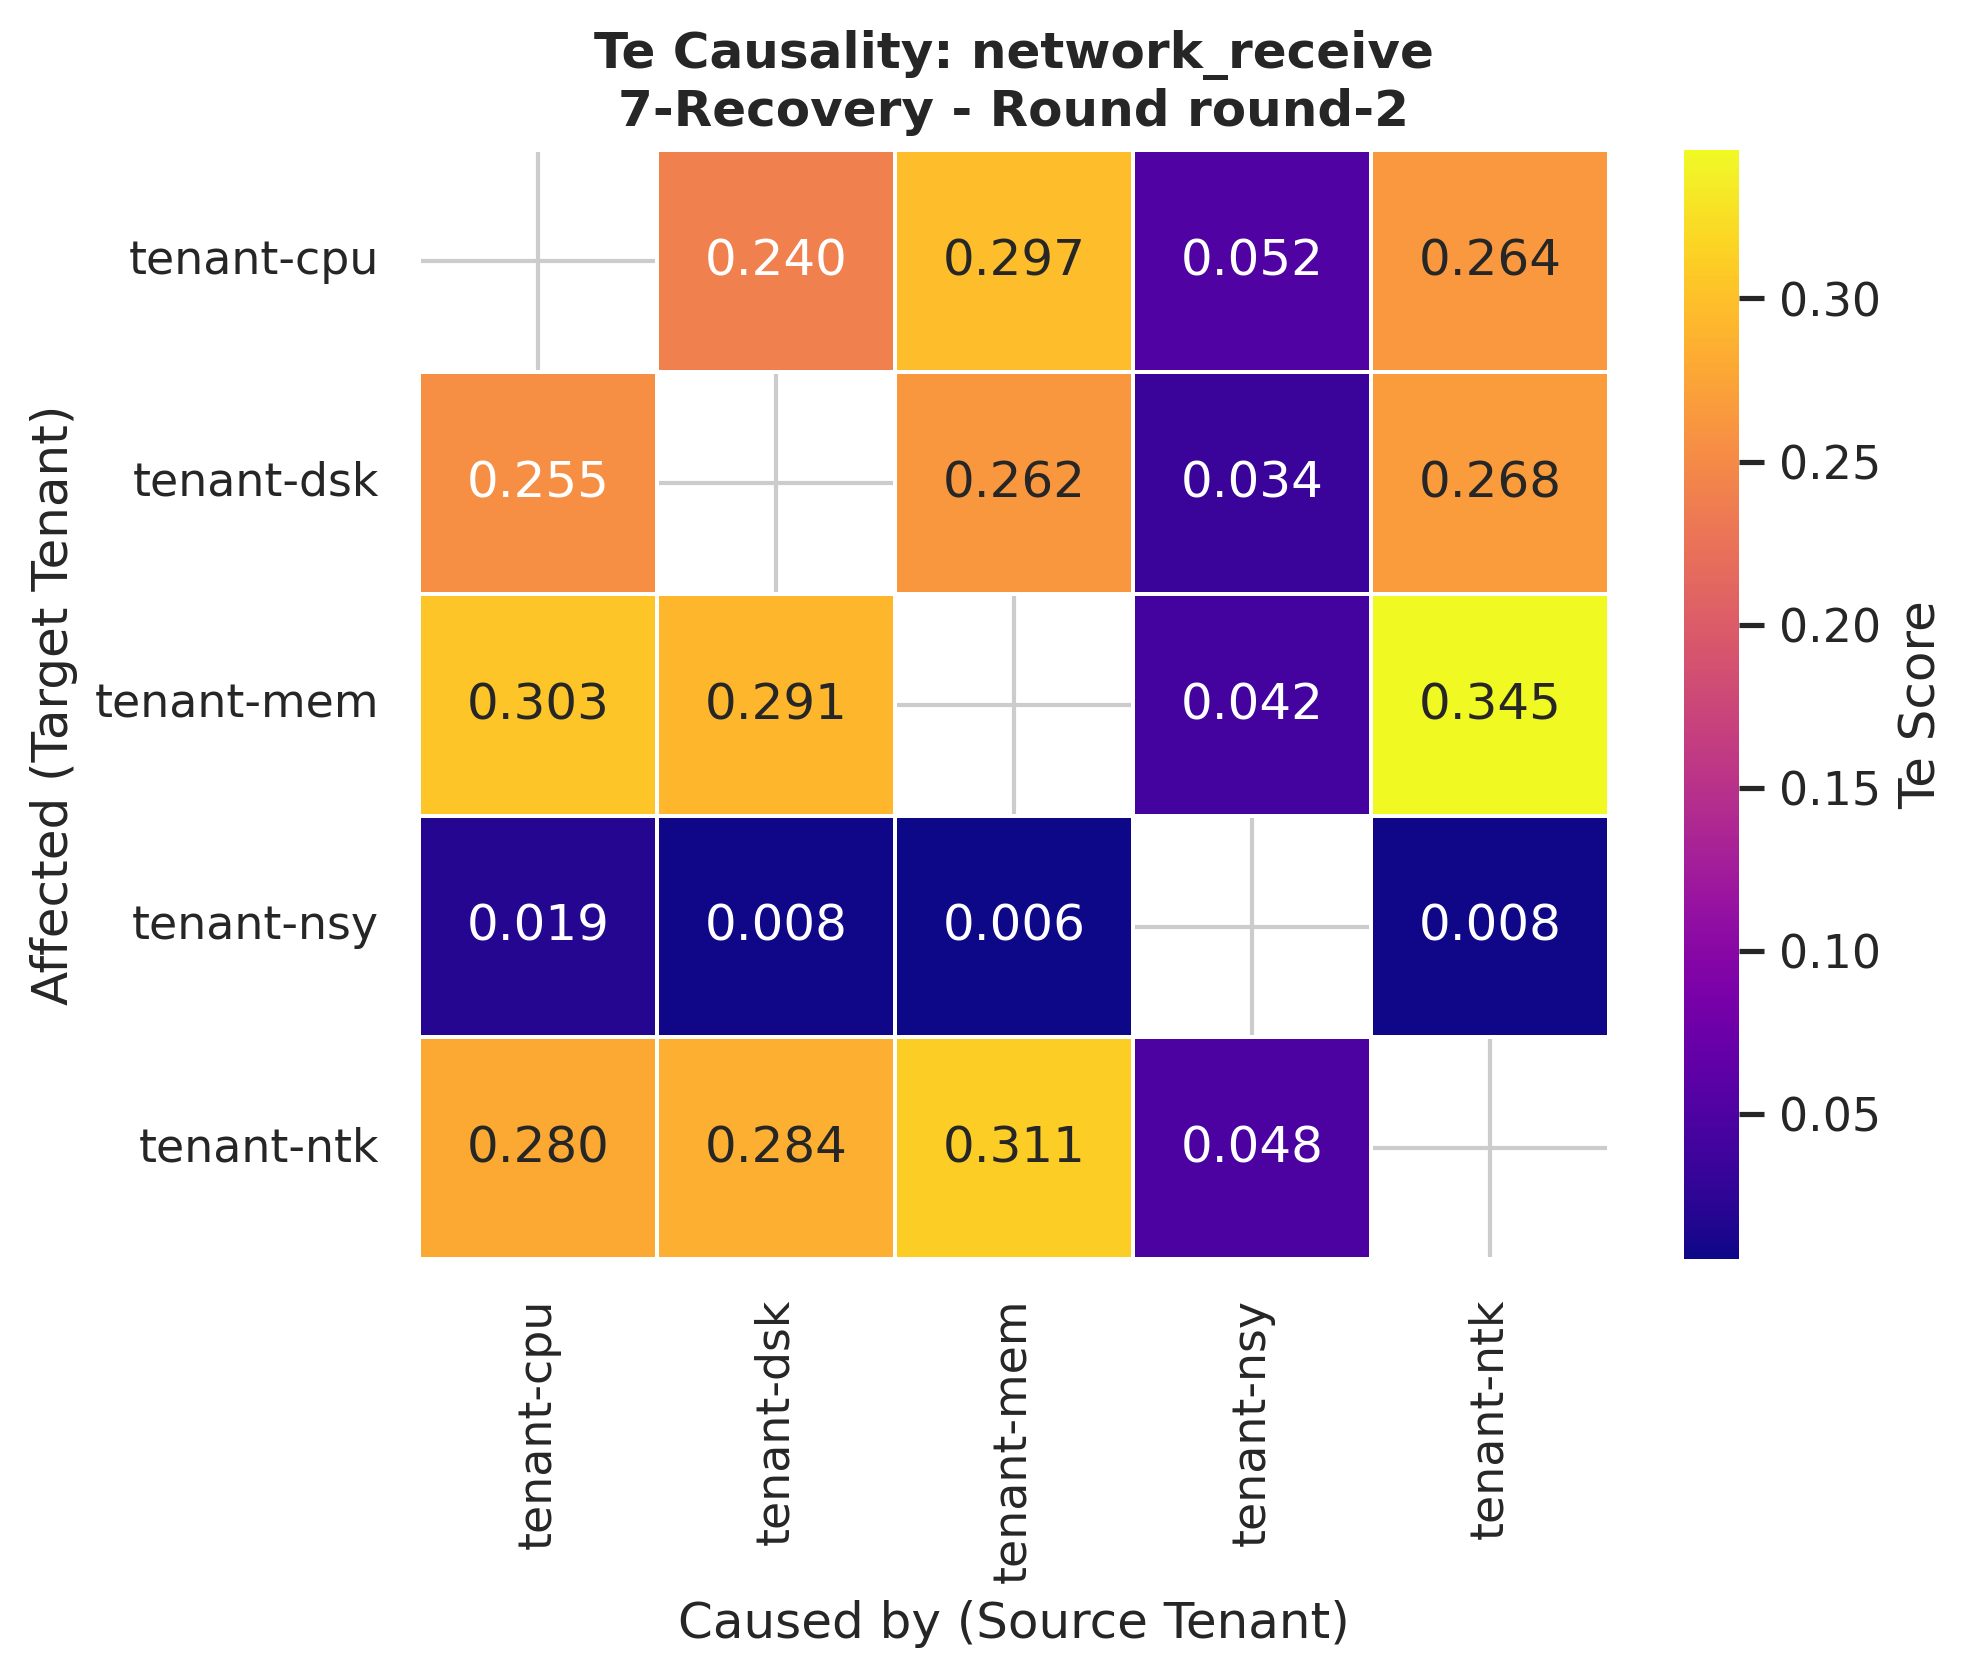 Te Causality: network_receive
7-Recovery - Round round-2
Affected (Target Tenant)
tenant-cpu
0.240
0.297
0.052
0.264
tenant-dsk
0.255
0.262
0.034
0.268
tenant-mem
0.303
0.291
0.042
0.345
tenant-nsy
0.019
0.008
0.006
0.008
tenant-ntk
0.280
0.284
0.311
0.048
tenant-cpu
tenant-dsk
tenant-mem
tenant-nsy
tenant-ntk
Caused by (Source Tenant)
0.30
0.25
0.20
0.15
0.10
0.05
Te Score